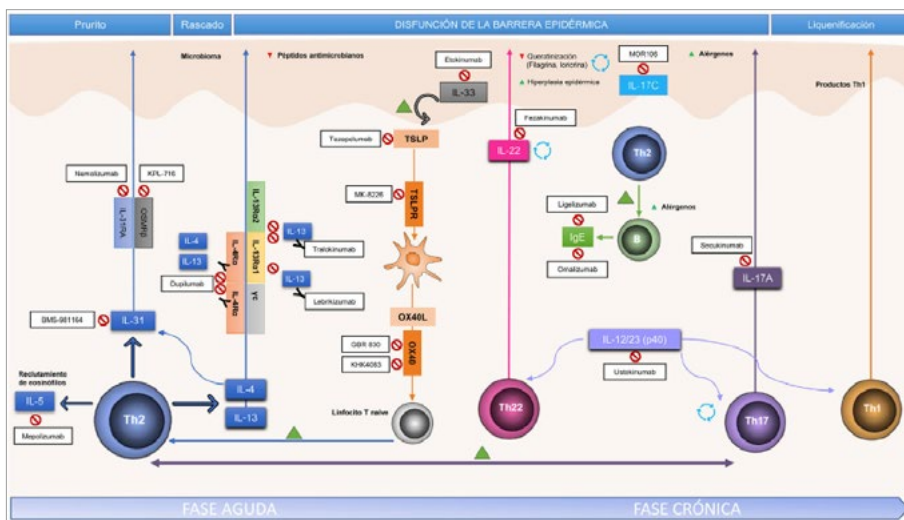 Prurito
Rascado
DISFUNCIÓN DE LA BARRERA EPIDÉRMICA
Liquenificación
Microbioma
Péptidos antimicrobianos
Etokinumab
IL-33
Queratinización
(Filagrina, loricrina)
Hiperplasia epidérmica
MOR106
IL-17C
Alérgenos
Productos Th1
Tezepelumab
TSLP
Fezakinumab
IL-22
Th2
Nemolizumab
KPL-716
IL-31RA
OSMRβ
MK-8226
TSLPR
IL-13Rα2
IL-13Rα1
IL-4Rα
IL-4Rα
γc
IL-4
IL-13
Dupilumab
IL-13
Tralokinumab
IL-13
Lebrikizumab
Ligelizumab
Alérgenos
IgE
B
Omalizumab
Secukinumab
IL-17A
BMS-981164
IL-31
OX40L
OX40
GBR 830
KHK4083
IL-12/23 (p40)
Ustekinumab
Reclutamiento
de eosinófilos
IL-5
Mepolizumab
Th2
IL-4
IL-13
Linfocito T naive
Th22
Th17
Th1
FASE AGUDA
FASE CRÓNICA